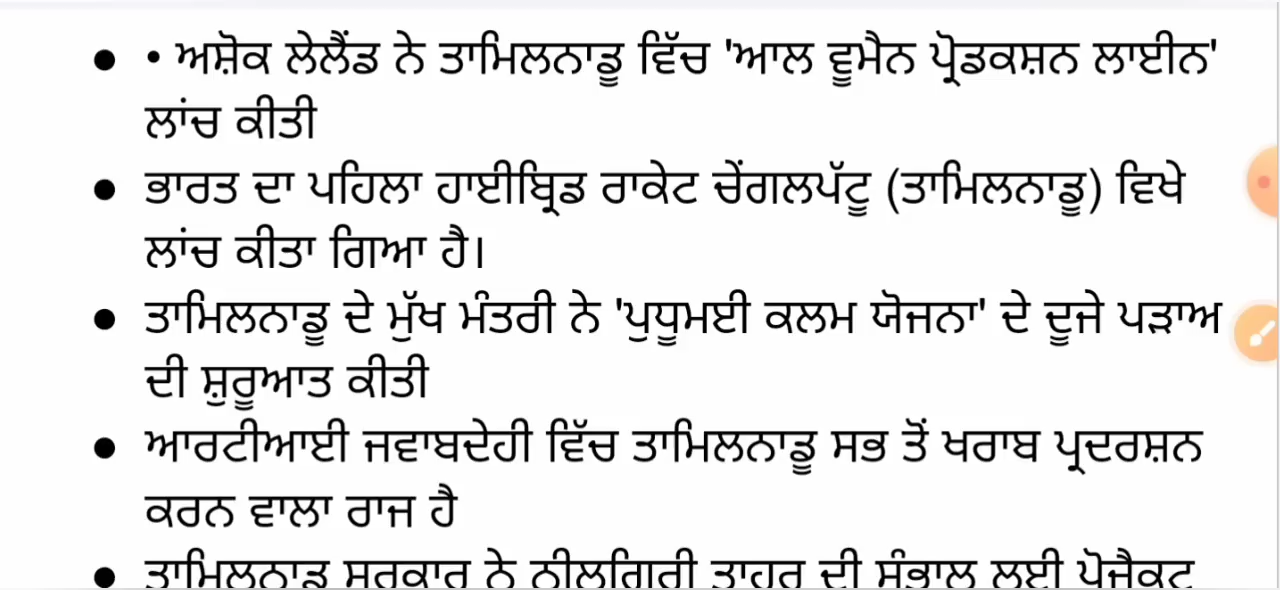 • • ਅਸ਼ੋਕ ਲੇਲੈਂਡ ਨੇ ਤਾਮਿਲਨਾਡੂ ਵਿੱਚ 'ਆਲ ਵੂਮੈਨ ਪ੍ਰੋਡਕਸ਼ਨ ਲਾਈਨ'
ਲਾਂਚ ਕੀਤੀ
• ਭਾਰਤ ਦਾ ਪਹਿਲਾ ਹਾਈਬ੍ਰਿਡ ਰਾਕੇਟ ਚੇਂਗਲਪੱਟੂ (ਤਾਮਿਲਨਾਡੂ) ਵਿਖੇ
ਲਾਂਚ ਕੀਤਾ ਗਿਆ ਹੈ।
• ਤਾਮਿਲਨਾਡੂ ਦੇ ਮੁੱਖ ਮੰਤਰੀ ਨੇ 'ਪੁਧੂਮਈ ਕਲਮ ਯੋਜਨਾ' ਦੇ ਦੂਜੇ ਪੜਾਅ
ਦੀ ਸ਼ੁਰੂਆਤ ਕੀਤੀ
• ਆਰਟੀਆਈ ਜਵਾਬਦੇਹੀ ਵਿੱਚ ਤਾਮਿਲਨਾਡੂ ਸਭ ਤੋਂ ਖਰਾਬ ਪ੍ਰਦਰਸ਼ਨ
ਕਰਨ ਵਾਲਾ ਰਾਜ ਹੈ
• ਤਾਮਿਲਨਾਡੂ ਸਰਕਾਰ ਨੇ ਨੀਲਗਿਰੀ ਤਾਹਰ ਦੀ ਸੰਭਾਲ ਲਈ ਪ੍ਰੋਜੈਕਟ